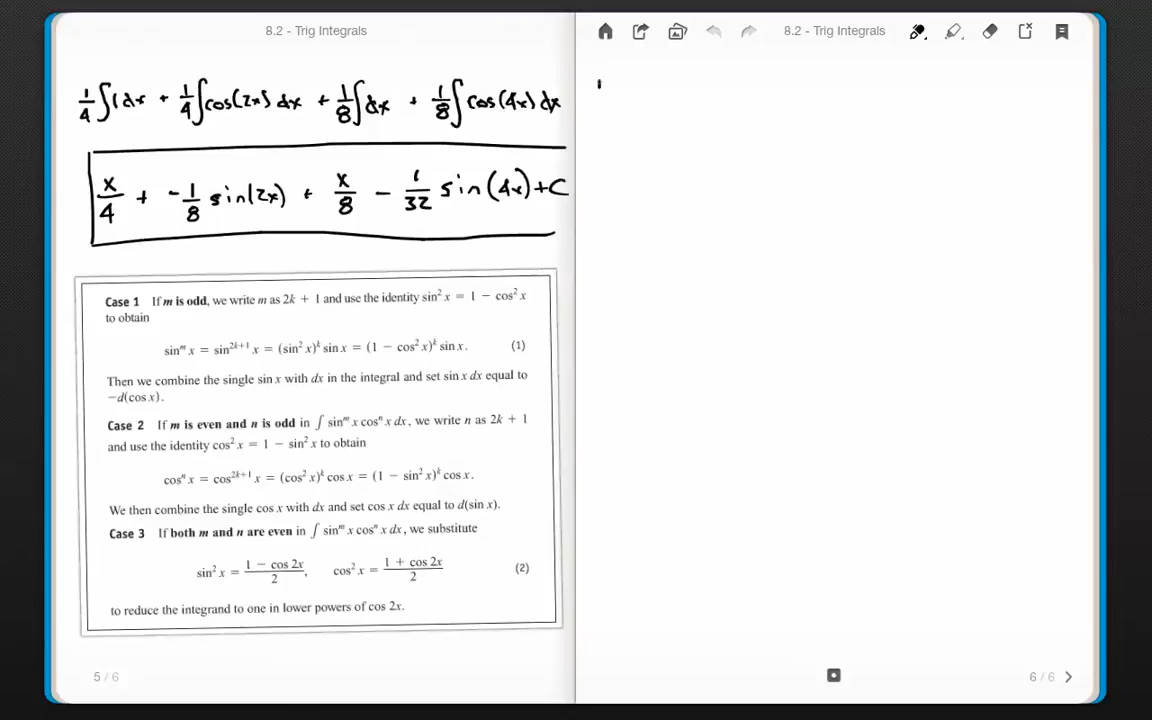 8.2 - Trig Integrals
1/4 ∫ 1 dx + 1/4 ∫ cos(2x) dx + 1/8 ∫ dx + 1/8 ∫ cos(4x) dx
x/4 + -1/8 sin(2x) + x/8 - 1/32 sin(4x) + C
Case 1 If m is odd, we write m as 2k + 1 and use the identity sin² x = 1 − cos² x
to obtain
sinᵐ x = sin²ᵏ⁺¹ x = (sin² x)ᵏ sin x = (1 − cos² x)ᵏ sin x. (1)
Then we combine the single sin x with dx in the integral and set sin x dx equal to
−d(cos x).
Case 2 If m is even and n is odd in ∫ sinᵐ x cosⁿ x dx, we write n as 2k + 1
and use the identity cos² x = 1 − sin² x to obtain
cosⁿ x = cos²ᵏ⁺¹ x = (cos² x)ᵏ cos x = (1 − sin² x)ᵏ cos x.
We then combine the single cos x with dx and set cos x dx equal to d(sin x).
Case 3 If both m and n are even in ∫ sinᵐ x cosⁿ x dx, we substitute
sin² x = (1 − cos 2x)/2, cos² x = (1 + cos 2x)/2 (2)
to reduce the integrand to one in lower powers of cos 2x.
5 / 6
8.2 - Trig Integrals
6 / 6